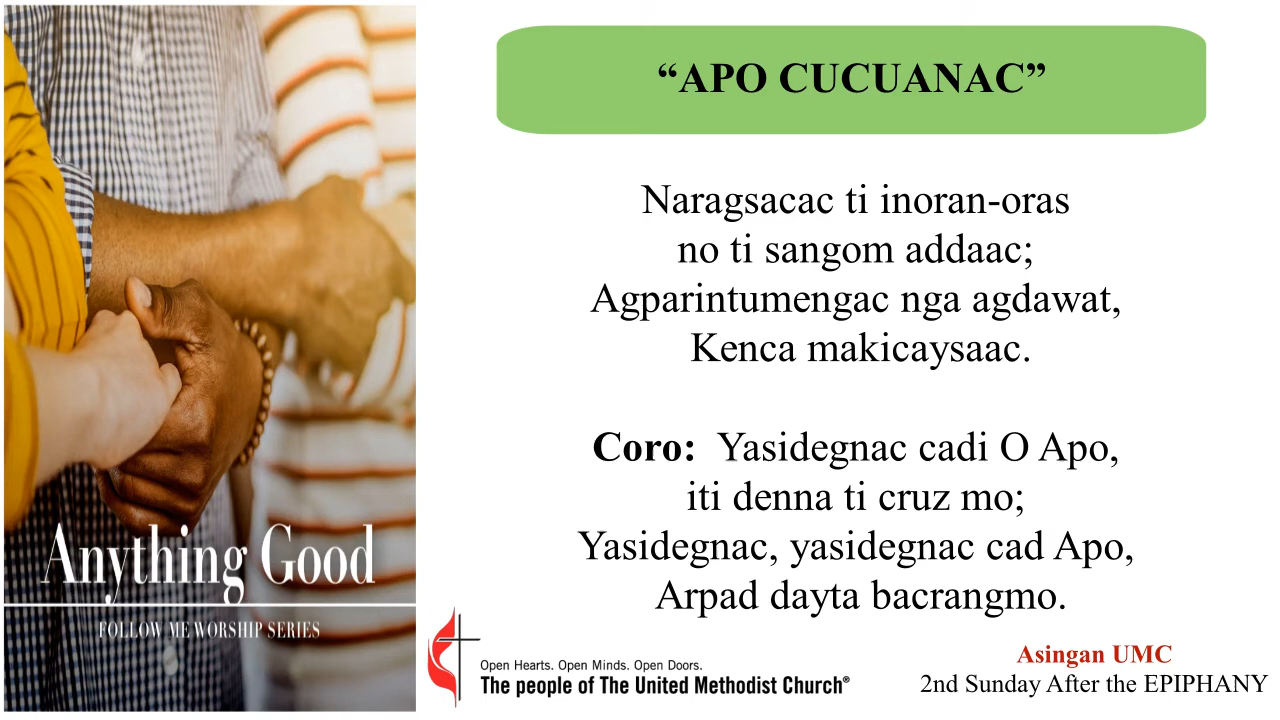 Anything Good
FOLLOW ME WORSHIP SERIES
“APO CUCUANAC”
Naragsacac ti inoran-oras
no ti sangom addaac;
Agparintumengac nga agdawat,
Kenca makicaysaac.
Coro: Yasidegnac cadi O Apo,
iti denna ti cruz mo;
Yasidegnac, yasidegnac cad Apo,
Arpad dayta bacrangmo.
Open Hearts. Open Minds. Open Doors.
The people of The United Methodist Church®
Asingan UMC
2nd Sunday After the EPIPHANY